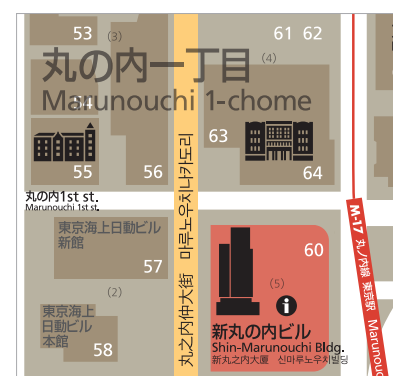 53
(3)
61 62
丸の内一丁目
(4)
54
Marunouchi 1-chome
63
55
56
64
丸の内1st st.
Marunouchi 1st st.
丸之内仲大街 마루노우치나카도리
東京海上日動ビル
新館
57
(2)
東京海上
日動ビル
本館
58
60
(5)
i
新丸の内ビル
Shin-Marunouchi Bldg.
新丸之内大厦 신마루노우치빌딩
M-17 丸ノ内線 東京駅 Marunouc